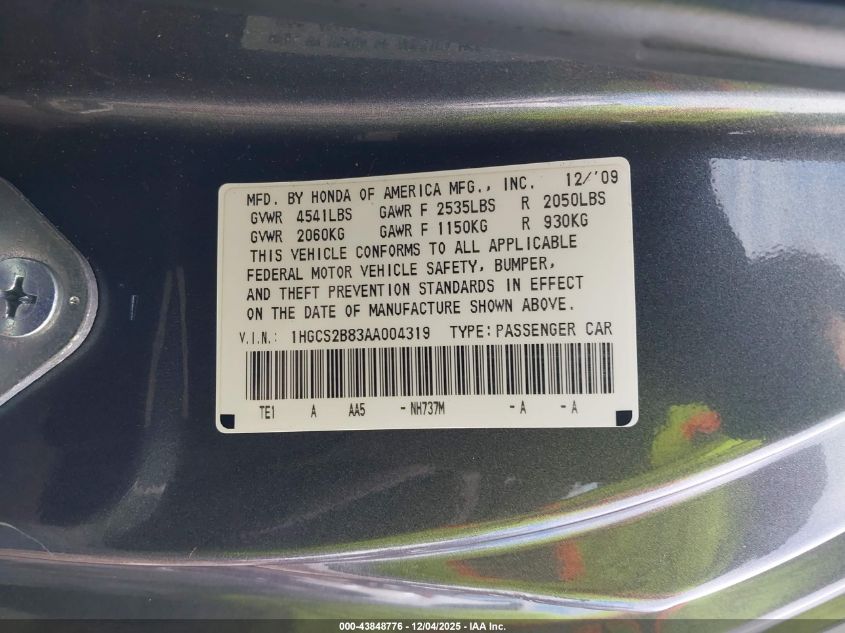 MFD. BY HONDA OF AMERICA MFG., INC. 12/'09
GVWR 4541LBS GAWR F 2535LBS R 2050LBS
GVWR 2060KG GAWR F 1150KG R 930KG
THIS VEHICLE CONFORMS TO ALL APPLICABLE
FEDERAL MOTOR VEHICLE SAFETY, BUMPER,
AND THEFT PREVENTION STANDARDS IN EFFECT
ON THE DATE OF MANUFACTURE SHOWN ABOVE.
V.I.N.: 1HGCS2B83AA004319 TYPE: PASSENGER CAR
TE1 A AA5 - NH737M - A - A
000-43848776 - 12/04/2025 - IAA Inc.